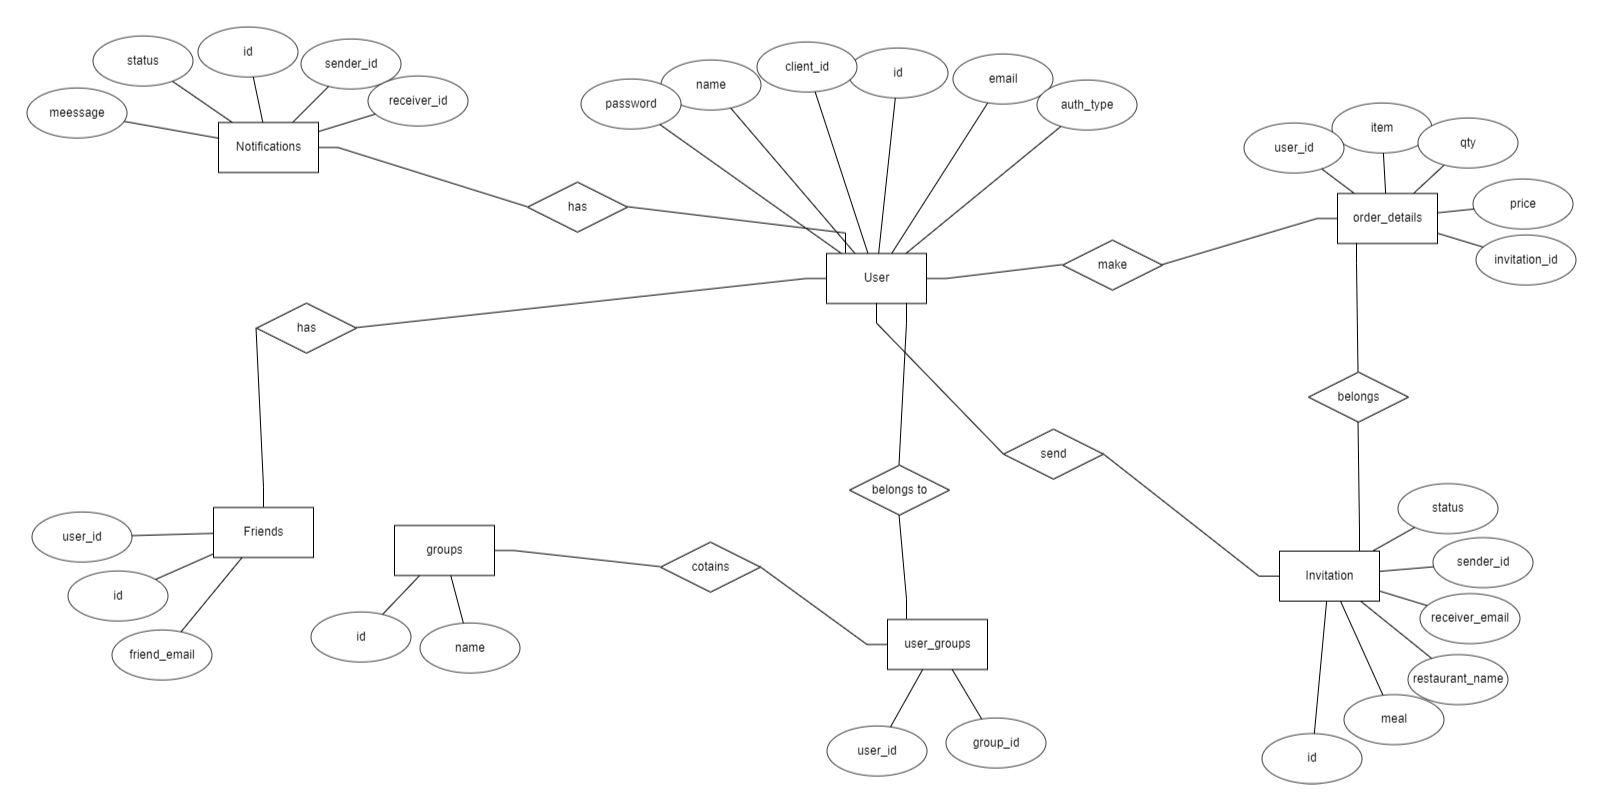 id
status
sender_id
client_id
id
email
name
receiver_id
password
auth_type
meessage
item
qty
user_id
Notifications
price
has
order_details
invitation_id
make
User
has
belongs
send
belongs to
status
Friends
user_id
groups
sender_id
cotains
Invitation
id
receiver_email
id
name
user_groups
friend_email
restaurant_name
meal
group_id
user_id
id